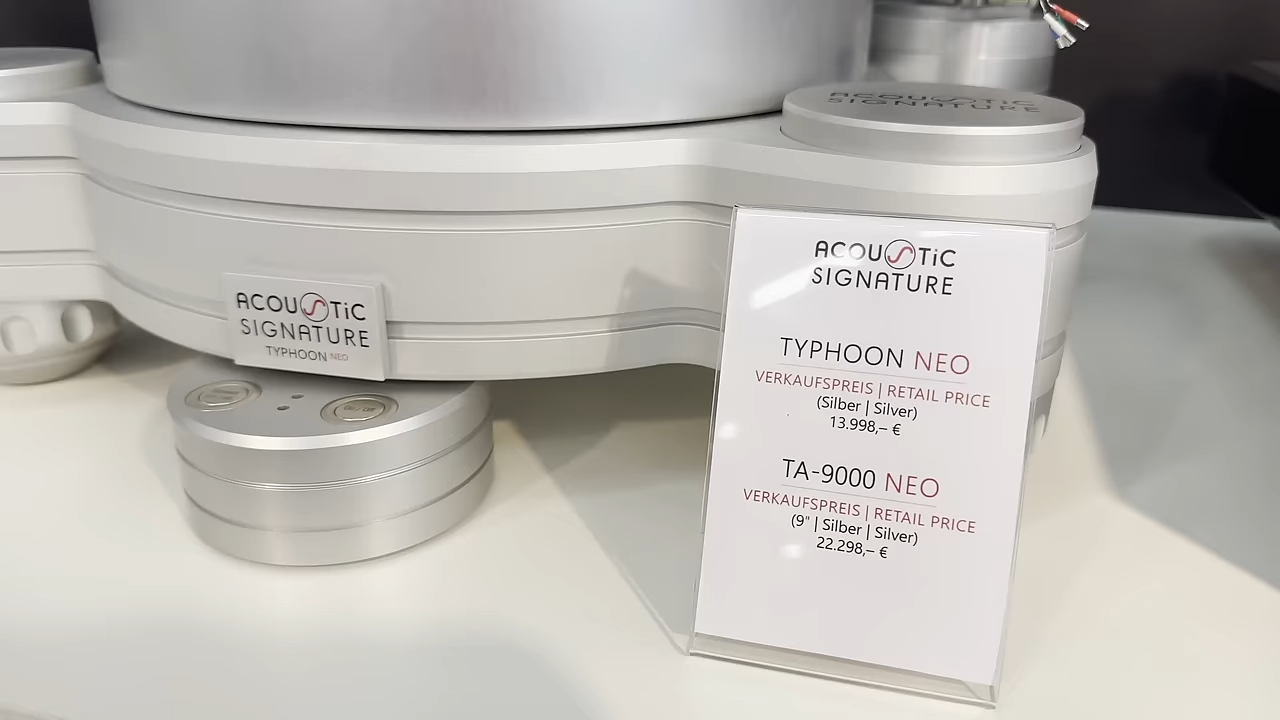 ACOUSTiC
SIGNATURE
ACOUSTiC
SIGNATURE
TYPHOON NEO
ACOUSTiC
SIGNATURE
TYPHOON NEO
VERKAUFSPREIS | RETAIL PRICE
(Silber | Silver)
13.998,– €
TA-9000 NEO
VERKAUFSPREIS | RETAIL PRICE
(9" | Silber | Silver)
22.298,– €